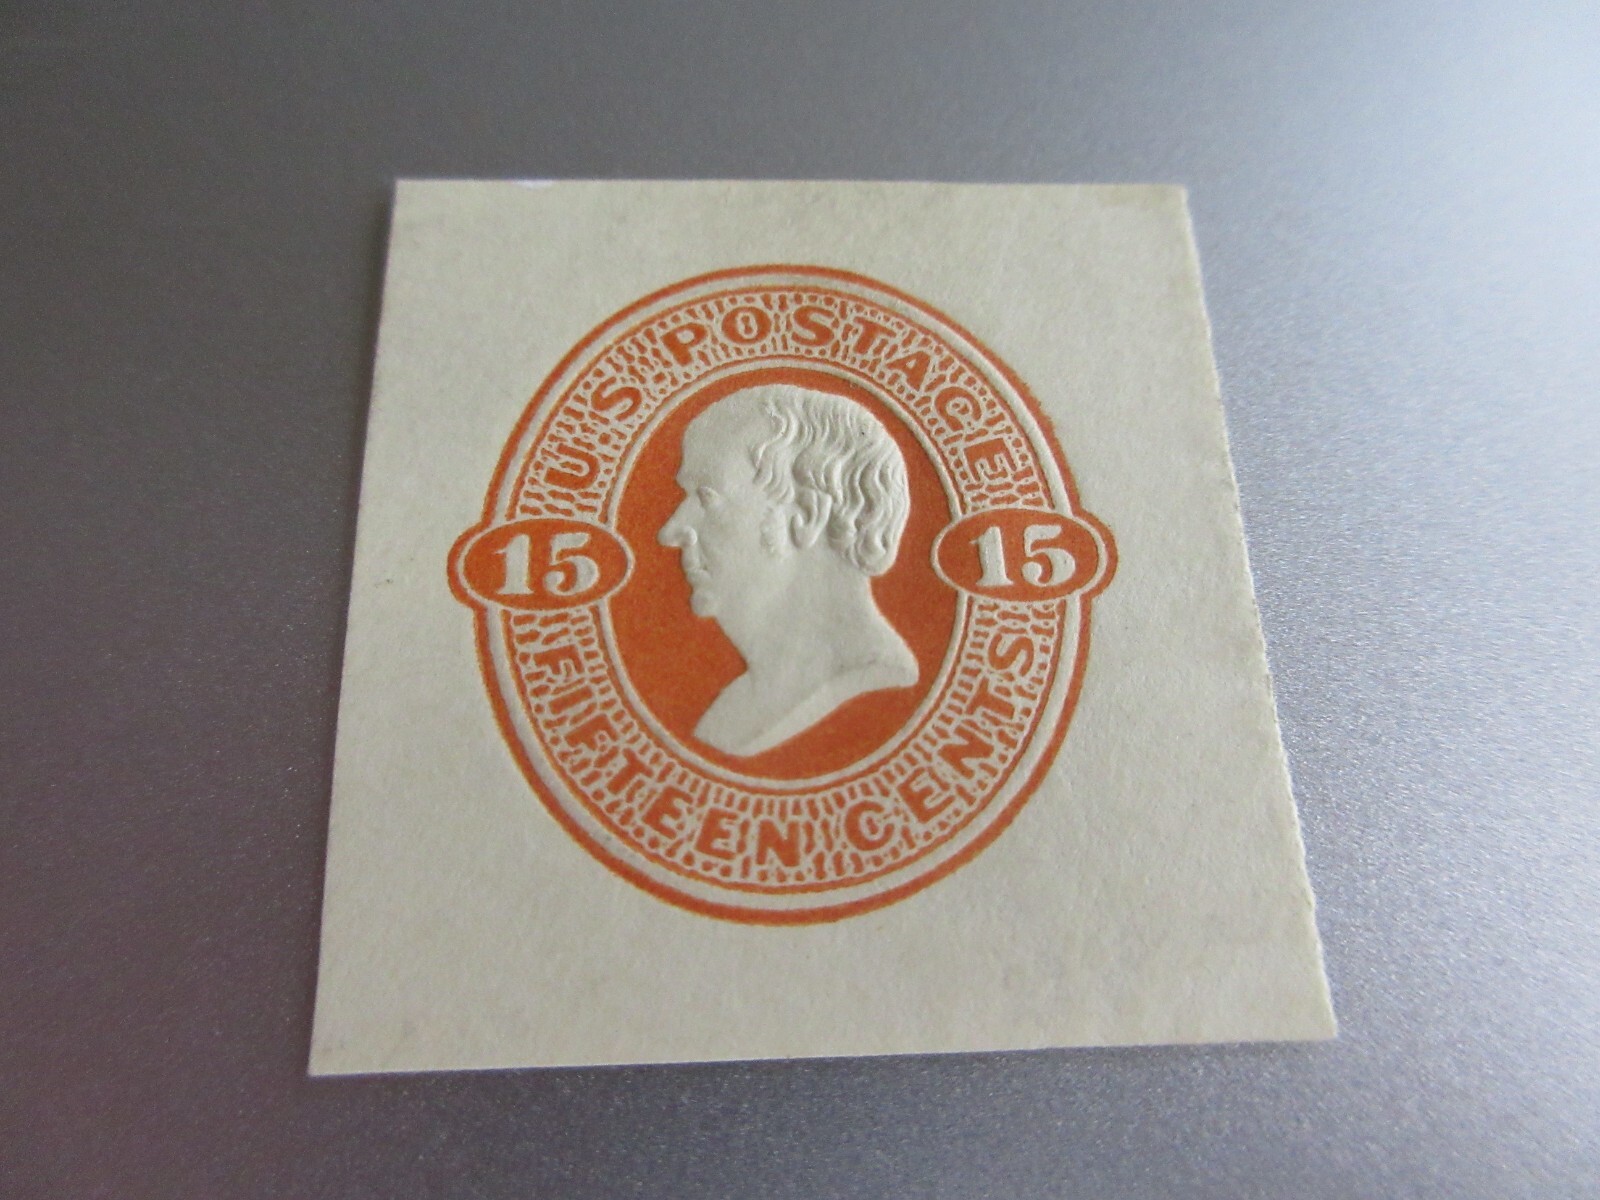 U.S. POSTAGE
15
15
FIFTEEN CENTS